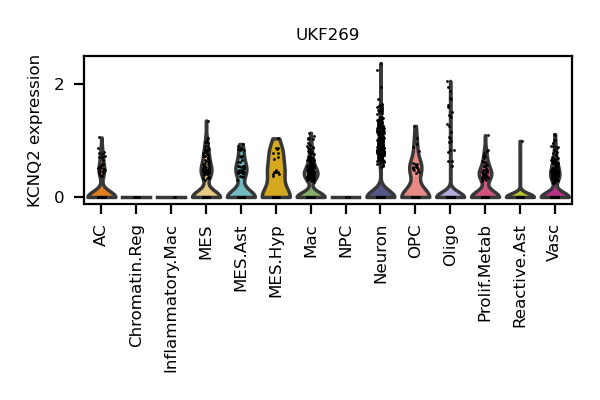 UKF269
KCNQ2 expression
2
0
AC
Chromatin.Reg
Inflammatory.Mac
MES
MES.Ast
MES.Hyp
Mac
NPC
Neuron
OPC
Oligo
Prolif.Metab
Reactive.Ast
Vasc